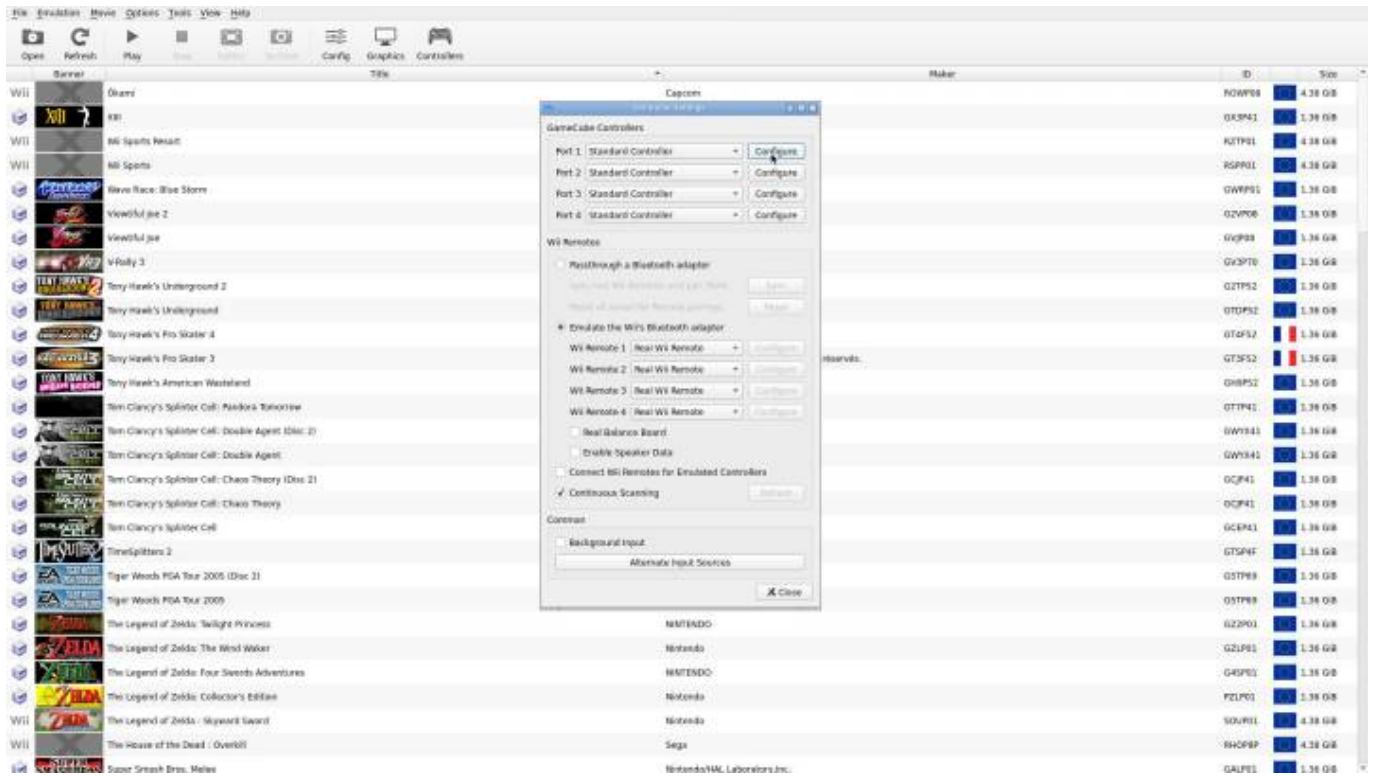 File Emulation Movie Options Tools View Help
Open Refresh Play Config Graphics Controllers
Banner Title Maker ID Size
Wii Okami Capcom ROWP08 4.38 GiB
XIII XIII GX3P41 1.36 GiB
Wii Wii Sports Resort RZTP01 4.38 GiB
Wii Wii Sports RSPP01 4.38 GiB
Wave Race: Blue Storm GWRP01 1.36 GiB
Viewtiful Joe 2 G2VP08 1.36 GiB
Viewtiful Joe GVJP08 1.36 GiB
V-Rally 3 GV3PT0 1.36 GiB
Tony Hawk's Underground 2 G2TP52 1.36 GiB
Tony Hawk's Underground GTDP52 1.36 GiB
Tony Hawk's Pro Skater 4 GT4F52 1.36 GiB
Tony Hawk's Pro Skater 3 GT3F52 1.36 GiB
Tony Hawk's American Wasteland 1.36 GiB
Tom Clancy's Splinter Cell: Pandora Tomorrow GT7P41 1.36 GiB
Tom Clancy's Splinter Cell: Double Agent (Disc 2) GWYX41 1.36 GiB
Tom Clancy's Splinter Cell: Double Agent GWYX41 1.36 GiB
Tom Clancy's Splinter Cell: Chaos Theory (Disc 2) GCJP41 1.36 GiB
Tom Clancy's Splinter Cell: Chaos Theory GCJP41 1.36 GiB
Tom Clancy's Splinter Cell GCEP41 1.36 GiB
TimeSplitters 2 GTSP4F 1.36 GiB
Tiger Woods PGA Tour 2005 (Disc 2) G5TP69 1.36 GiB
Tiger Woods PGA Tour 2005 G5TP69 1.36 GiB
ZELDA The Legend of Zelda: Twilight Princess NINTENDO GZ2P01 1.36 GiB
ZELDA The Legend of Zelda: The Wind Waker Nintendo GZLP01 1.36 GiB
ZELDA The Legend of Zelda: Four Swords Adventures NINTENDO G4SP01 1.36 GiB
ZELDA The Legend of Zelda: Collector's Edition Nintendo PZLP01 1.36 GiB
Wii ZELDA The Legend of Zelda : Skyward Sword Nintendo SOUP01 4.38 GiB
Wii The House of the Dead : Overkill Sega RHOP8P 4.38 GiB
Super Smash Bros. Melee Nintendo/HAL Laboratory,Inc. GALP01 1.36 GiB
Controller Settings
GameCube Controllers
Port 1 Standard Controller Configure
Port 2 Standard Controller Configure
Port 3 Standard Controller Configure
Port 4 Standard Controller Configure
Wii Remotes
Passthrough a Bluetooth adapter
Sync
Reset
Emulate the Wii's Bluetooth adapter
Wii Remote 1 Real Wii Remote Configure
Wii Remote 2 Real Wii Remote Configure
Wii Remote 3 Real Wii Remote Configure
Wii Remote 4 Real Wii Remote Configure
Real Balance Board
Enable Speaker Data
Connect Wii Remotes for Emulated Controllers
Continuous Scanning Refresh
Common
Background Input
Alternate Input Sources
Close